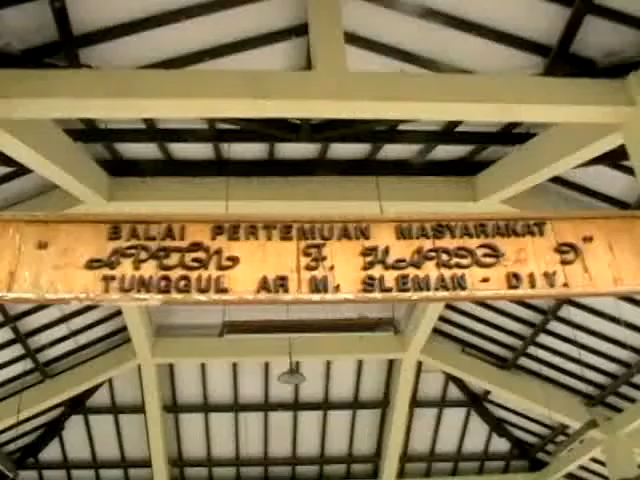 BALAI PERTEMUAN MASYARAKAT
" F. "
TUNGGUL AR M. SLEMAN - DIY.